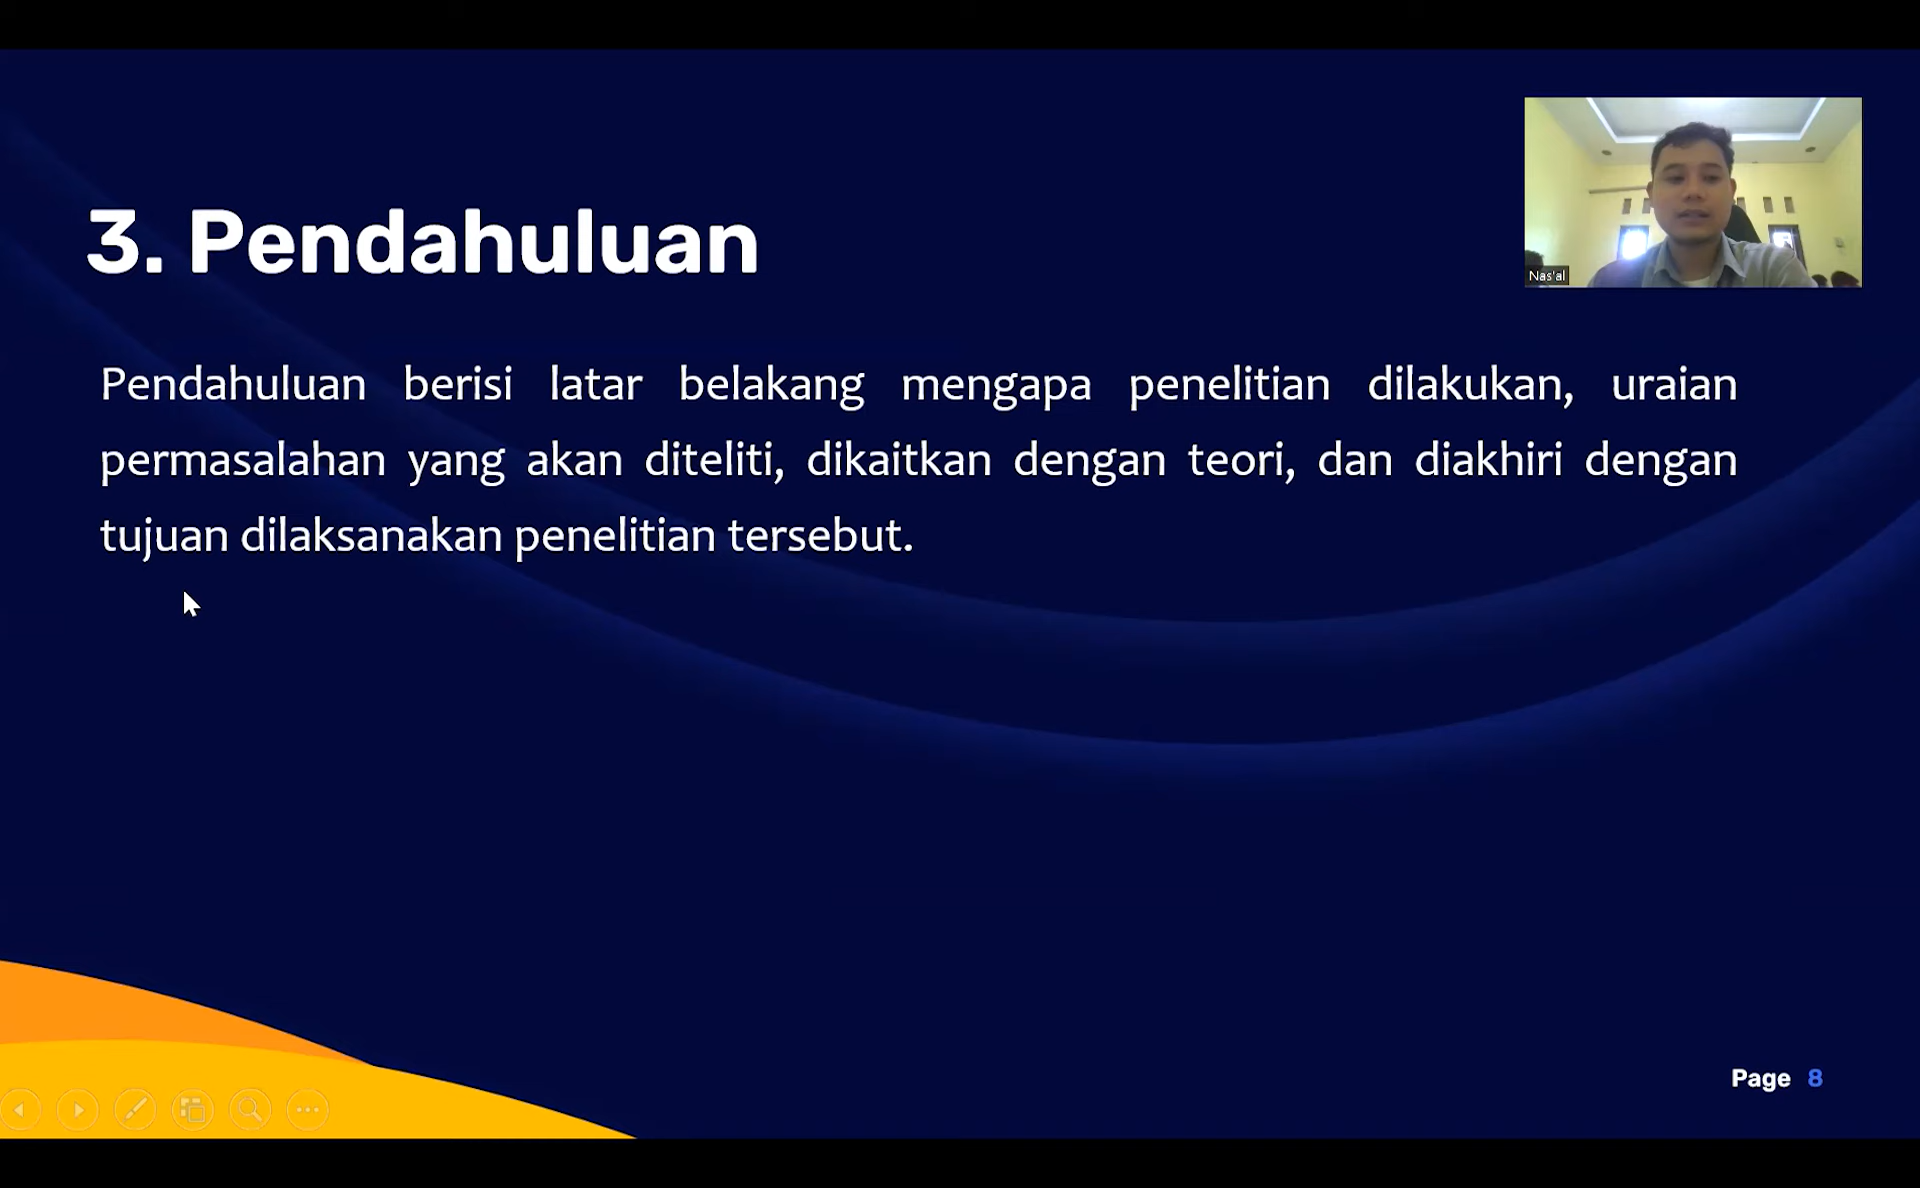 3. Pendahuluan
Nas'al
Pendahuluan berisi latar belakang mengapa penelitian dilakukan, uraian
permasalahan yang akan diteliti, dikaitkan dengan teori, dan diakhiri dengan
tujuan dilaksanakan penelitian tersebut.
Page 8